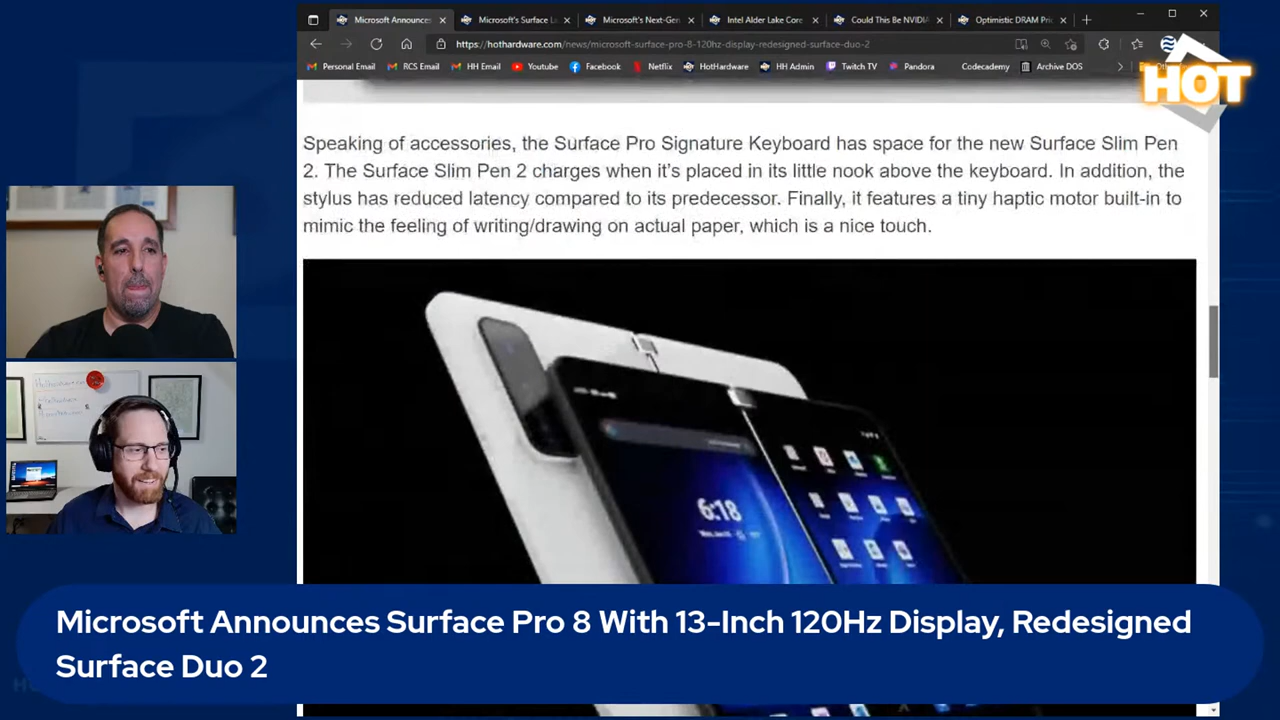 Microsoft Announces
Microsoft's Surface La
Microsoft's Next-Gen
Intel Alder Lake Core
Could This Be NVIDIA
Optimistic DRAM Pric
https://hothardware.com/news/microsoft-surface-pro-8-120hz-display-redesigned-surface-duo-2
Personal Email
RCS Email
HH Email
Youtube
Facebook
Netflix
HotHardware
HH Admin
Twitch TV
Pandora
Codecademy
Archive DOS
HOT
Speaking of accessories, the Surface Pro Signature Keyboard has space for the new Surface Slim Pen
2. The Surface Slim Pen 2 charges when it's placed in its little nook above the keyboard. In addition, the
stylus has reduced latency compared to its predecessor. Finally, it features a tiny haptic motor built-in to
mimic the feeling of writing/drawing on actual paper, which is a nice touch.
6:18
Microsoft Announces Surface Pro 8 With 13-Inch 120Hz Display, Redesigned
Surface Duo 2